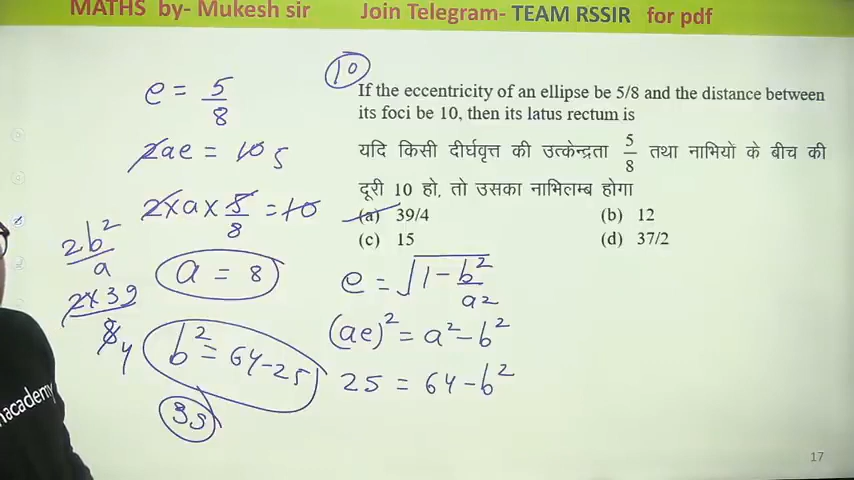 MATHS by- Mukesh sir Join Telegram- TEAM RSSIR for pdf
10
If the eccentricity of an ellipse be 5/8 and the distance between
its foci be 10, then its latus rectum is
यदि किसी दीर्घवृत्त की उत्केन्द्रता 5/8 तथा नाभियों के बीच की
दूरी 10 हो, तो उसका नाभिलम्ब होगा
(a) 39/4 (b) 12
(c) 15 (d) 37/2
e = 5/8
2ae = 10 5
2 x a x 5/8 = 10
a = 8
2b²/a
2 x 39/8 4
b² = 64 - 25
39
e = √1 - b²/a²
(ae)² = a² - b²
25 = 64 - b²
nacademy
17